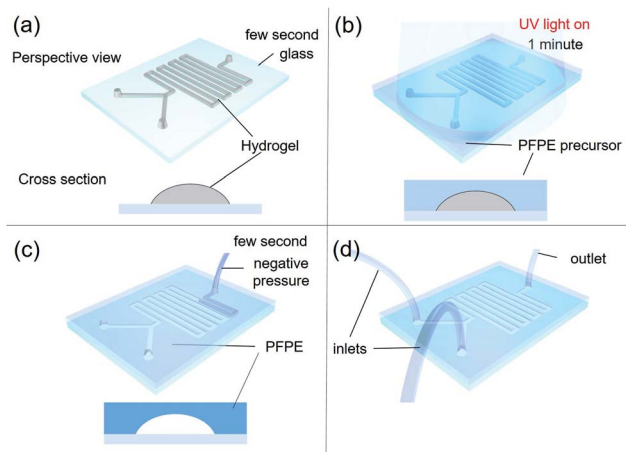 (a)
Perspective view
few second
glass
Hydrogel
Cross section
(b)
UV light on
1 minute
PFPE precursor
(c)
few second
negative
pressure
PFPE
(d)
outlet
inlets